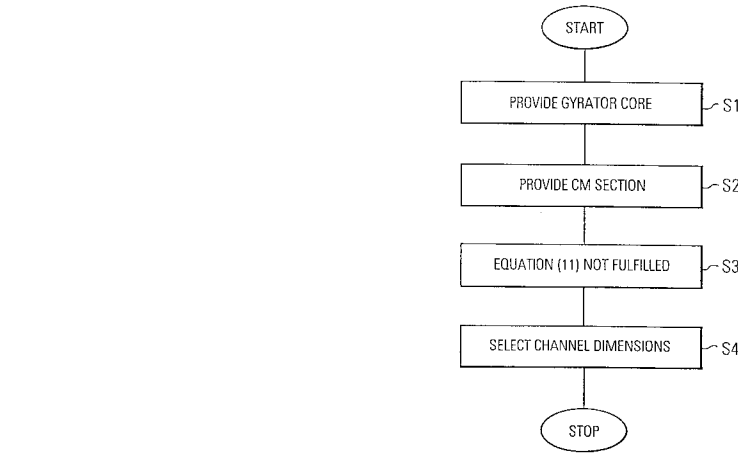 START
PROVIDE GYRATOR CORE S1
PROVIDE CM SECTION S2
EQUATION (11) NOT FULFILLED S3
SELECT CHANNEL DIMENSIONS S4
STOP